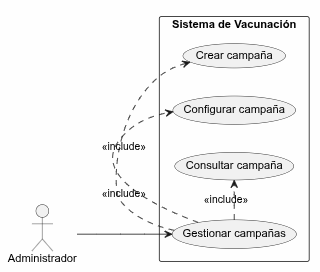 Sistema de Vacunación
Crear campaña
Configurar campaña
«include»
Consultar campaña
«include»
«include»
Gestionar campañas
Administrador